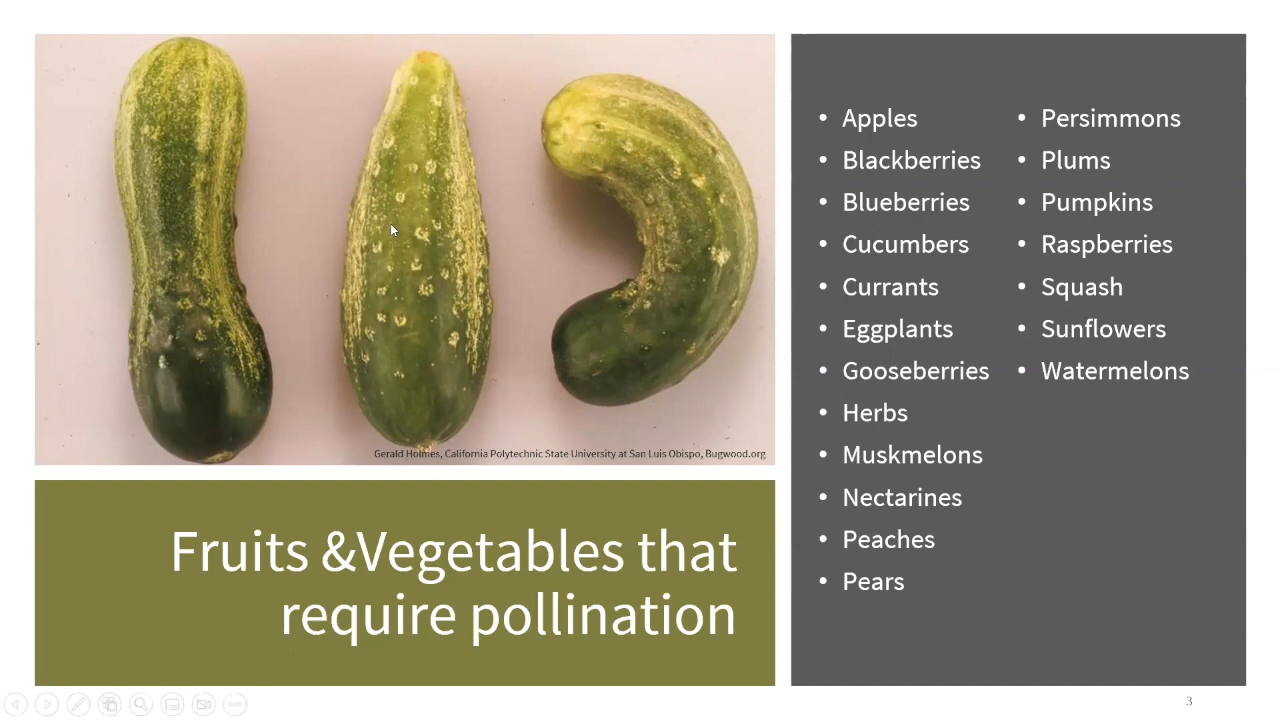 Gerald Holmes, California Polytechnic State University at San Luis Obispo, Bugwood.org
Fruits &Vegetables that
require pollination
• Apples
• Blackberries
• Blueberries
• Cucumbers
• Currants
• Eggplants
• Gooseberries
• Herbs
• Muskmelons
• Nectarines
• Peaches
• Pears
• Persimmons
• Plums
• Pumpkins
• Raspberries
• Squash
• Sunflowers
• Watermelons
3